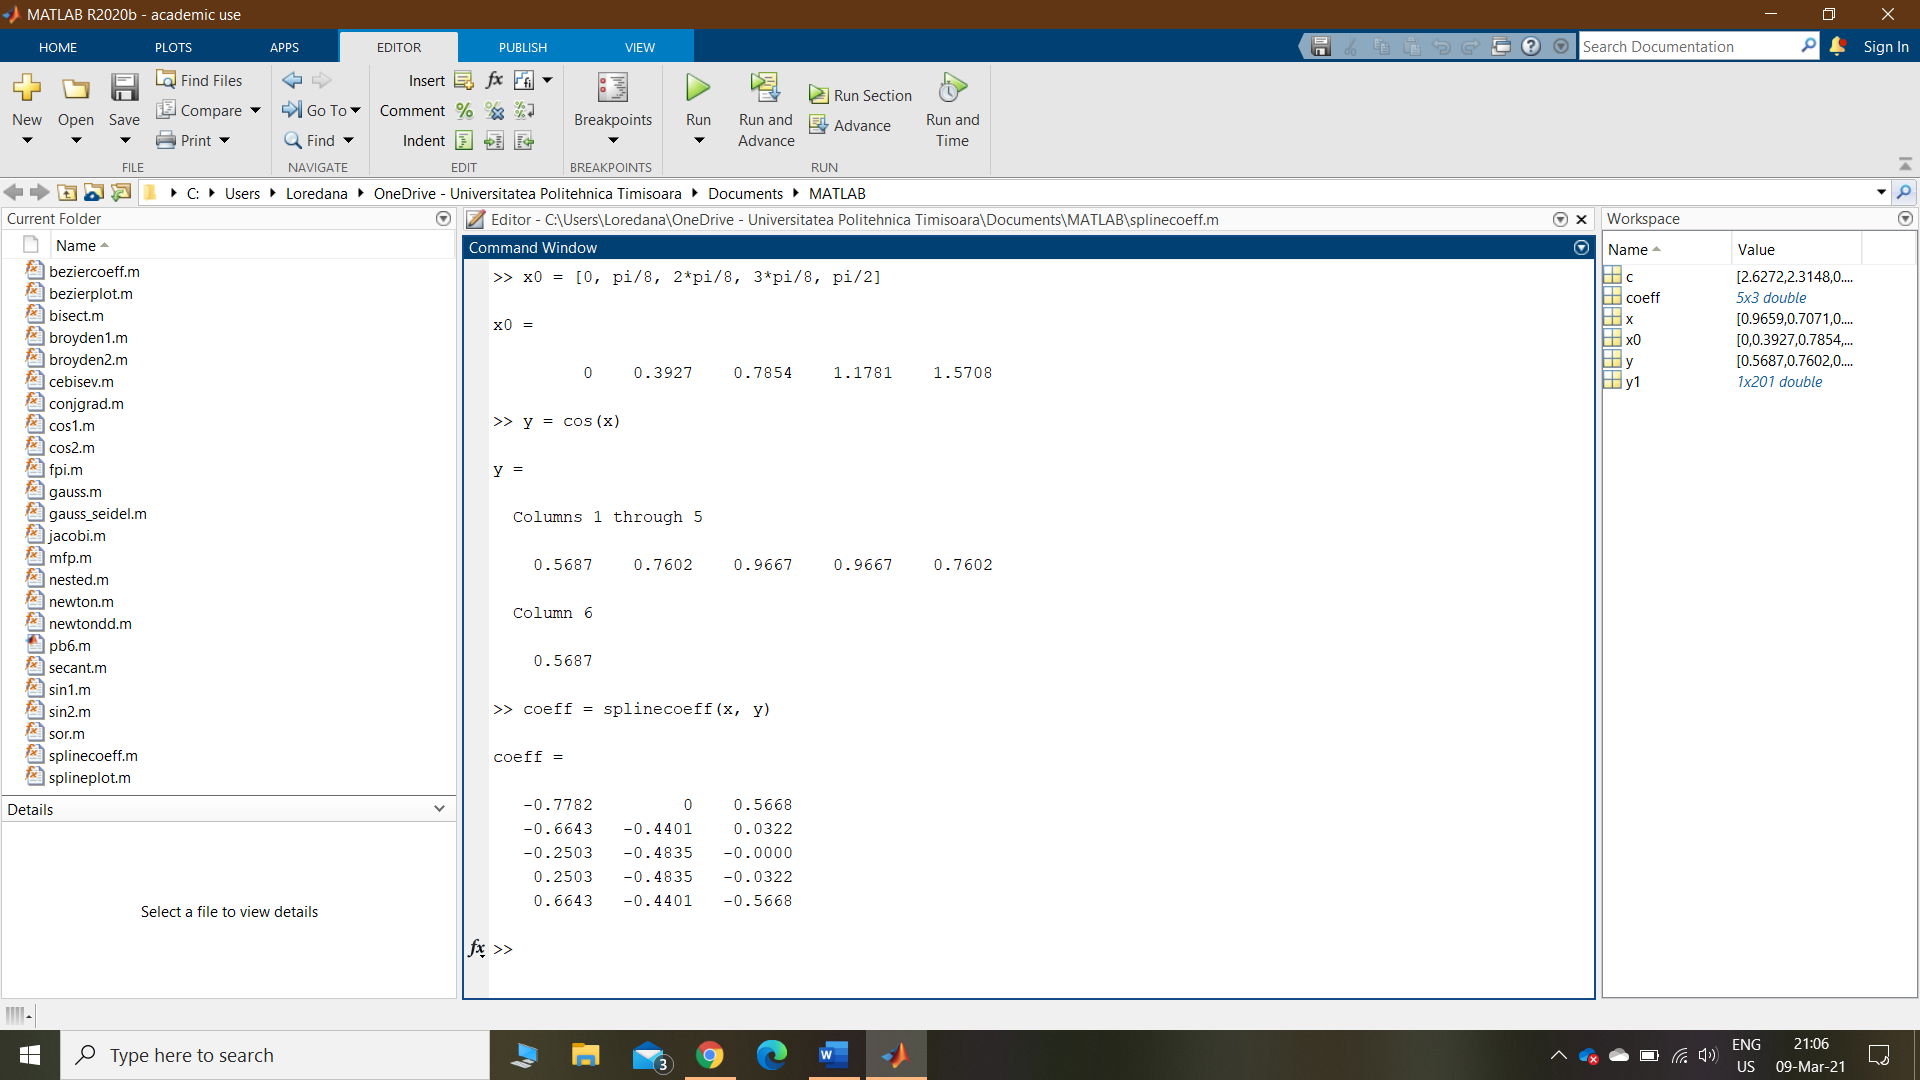 MATLAB R2020b - academic use
HOME PLOTS APPS EDITOR PUBLISH VIEW
Search Documentation
Sign In
New
Open
Save
Find Files
Compare
Print
FILE
Go To
Find
NAVIGATE
Insert
Comment
Indent
EDIT
Breakpoints
BREAKPOINTS
Run
Run and Advance
Run Section
Advance
Run and Time
RUN
C: Users Loredana OneDrive - Universitatea Politehnica Timisoara Documents MATLAB
Current Folder
Name
beziercoeff.m
bezierplot.m
bisect.m
broyden1.m
broyden2.m
cebisev.m
conjgrad.m
cos1.m
cos2.m
fpi.m
gauss.m
gauss_seidel.m
jacobi.m
mfp.m
nested.m
newton.m
newtondd.m
pb6.m
secant.m
sin1.m
sin2.m
sor.m
splinecoeff.m
splineplot.m
Details
Select a file to view details
Editor - C:\Users\Loredana\OneDrive - Universitatea Politehnica Timisoara\Documents\MATLAB\splinecoeff.m
Command Window
>> x0 = [0, pi/8, 2*pi/8, 3*pi/8, pi/2]
x0 =
0 0.3927 0.7854 1.1781 1.5708
>> y = cos(x)
y =
Columns 1 through 5
0.5687 0.7602 0.9667 0.9667 0.7602
Column 6
0.5687
>> coeff = splinecoeff(x, y)
coeff =
-0.7782 0 0.5668
-0.6643 -0.4401 0.0322
-0.2503 -0.4835 -0.0000
0.2503 -0.4835 -0.0322
0.6643 -0.4401 -0.5668
fx >>
Workspace
Name Value
c [2.6272,2.3148,0....
coeff 5x3 double
x [0.9659,0.7071,0....
x0 [0,0.3927,0.7854,...
y [0.5687,0.7602,0....
y1 1x201 double
Type here to search
3
ENG
US
21:06
09-Mar-21